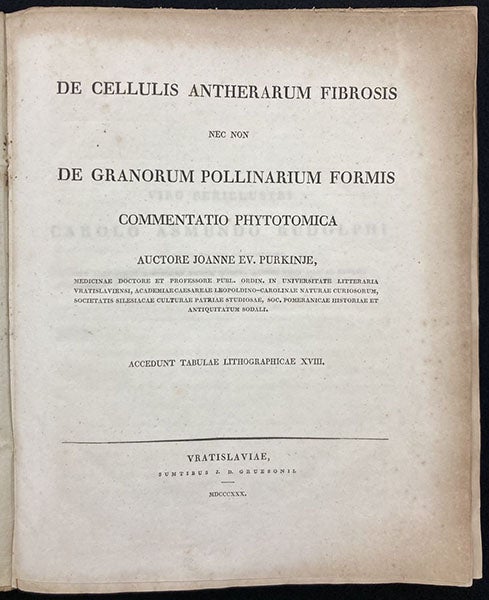 DE CELLULIS ANTHERARUM FIBROSIS
NEC NON
DE GRANORUM POLLINARIUM FORMIS
COMMENTATIO PHYTOTOMICA
AUCTORE JOANNE EV. PURKINJE,
MEDICINAE DOCTORE ET PROFESSORE PUBL. ORDIN. IN UNIVERSITATE LITTERARIA
VRATISLAVIENSI, ACADEMIAE CAESAREAE LEOPOLDINO-CAROLINAE NATURAE CURIOSORUM,
SOCIETATIS SILESIACAE CULTURAE PATRIAE STUDIOSAE, SOC. POMERANICAE HISTORIAE ET
ANTIQUITATUM SODALI.
ACCEDUNT TABULAE LITHOGRAPHICAE XVIII.
VRATISLAVIAE,
SUMTIBUS J. D. GRUESONII.
MDCCCXXX.